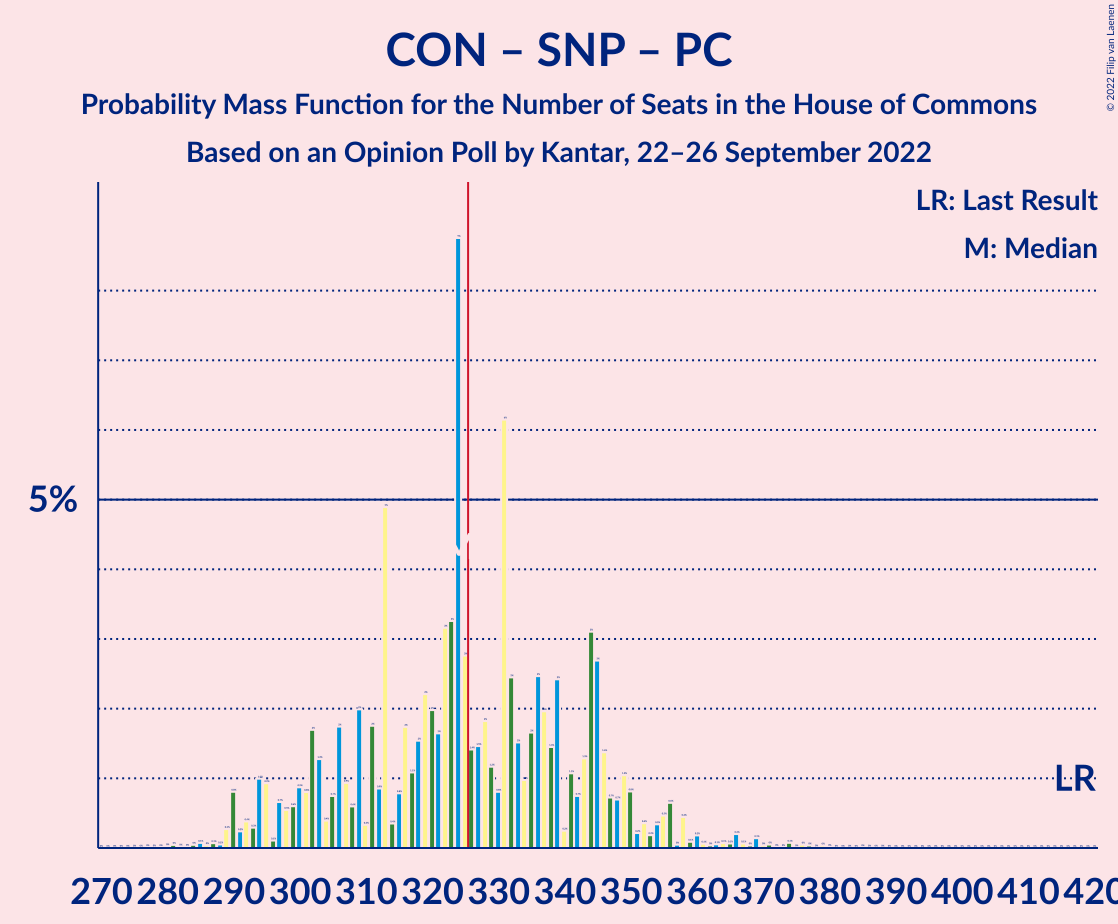 CON – SNP – PC
Probability Mass Function for the Number of Seats in the House of Commons
Based on an Opinion Poll by Kantar, 22–26 September 2022
© 2022 Filip van Laenen
LR: Last Result
M: Median
5%
LR
270 280 290 300 310 320 330 340 350 360 370 380 390 400 410 420